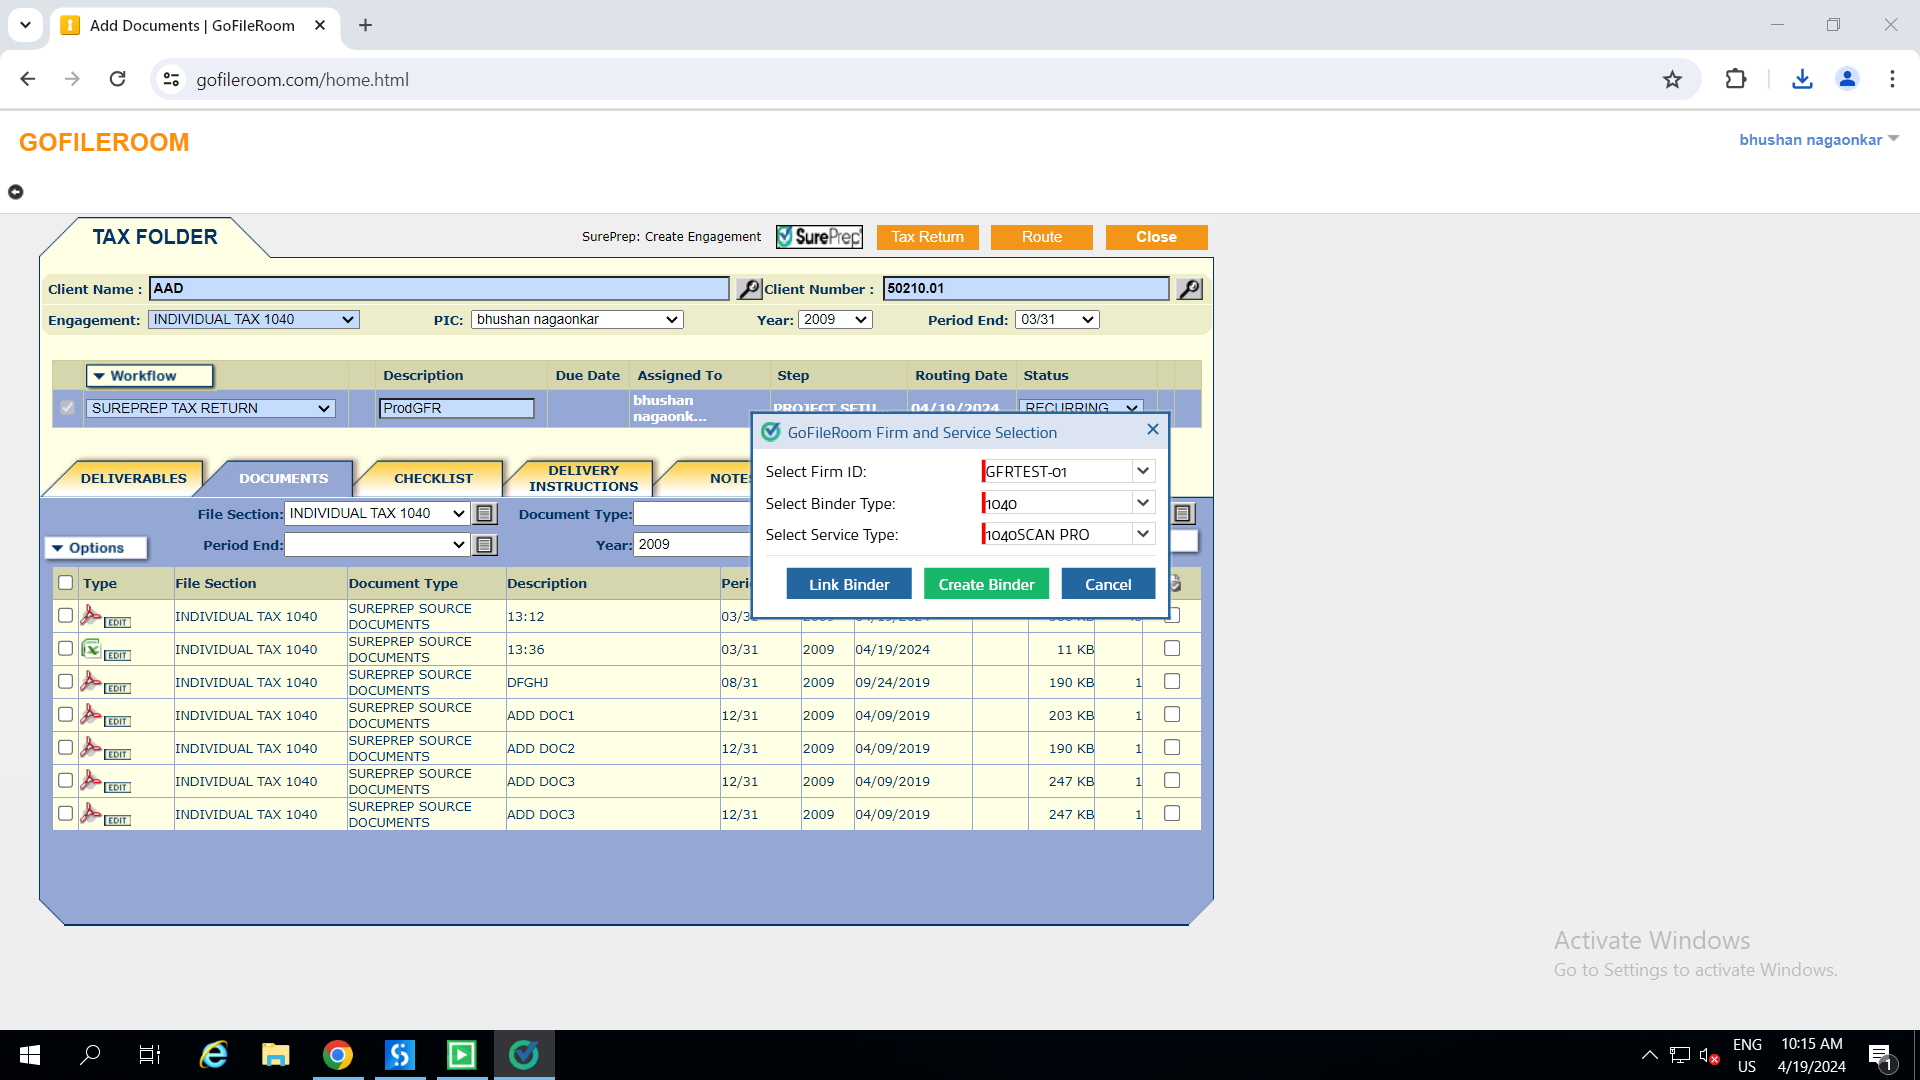 Add Documents | GoFileRoom
gofileroom.com/home.html
GOFILEROOM
bhushan nagaonkar
TAX FOLDER
SurePrep: Create Engagement
SurePrep
Tax Return
Route
Close
Client Name : AAD
Client Number : 50210.01
Engagement: INDIVIDUAL TAX 1040
PIC: bhushan nagaonkar
Year: 2009
Period End: 03/31
Workflow Description Due Date Assigned To Step Routing Date Status
SUREPREP TAX RETURN ProdGFR bhushan nagaonk... PROJECT SETU... 04/19/2024 RECURRING
GoFileRoom Firm and Service Selection
Select Firm ID: GFRTEST-01
Select Binder Type: 1040
Select Service Type: 1040SCAN PRO
Link Binder
Create Binder
Cancel
DELIVERABLES
DOCUMENTS
CHECKLIST
DELIVERY
INSTRUCTIONS
NOTES
File Section: INDIVIDUAL TAX 1040 Document Type:
Options
Period End: Year: 2009
Type File Section Document Type Description Peri
EDIT INDIVIDUAL TAX 1040 SUREPREP SOURCE DOCUMENTS 13:12 03/31 2009
EDIT INDIVIDUAL TAX 1040 SUREPREP SOURCE DOCUMENTS 13:36 03/31 2009 04/19/2024 11 KB
EDIT INDIVIDUAL TAX 1040 SUREPREP SOURCE DOCUMENTS DFGHJ 08/31 2009 09/24/2019 190 KB 1
EDIT INDIVIDUAL TAX 1040 SUREPREP SOURCE DOCUMENTS ADD DOC1 12/31 2009 04/09/2019 203 KB 1
EDIT INDIVIDUAL TAX 1040 SUREPREP SOURCE DOCUMENTS ADD DOC2 12/31 2009 04/09/2019 190 KB 1
EDIT INDIVIDUAL TAX 1040 SUREPREP SOURCE DOCUMENTS ADD DOC3 12/31 2009 04/09/2019 247 KB 1
EDIT INDIVIDUAL TAX 1040 SUREPREP SOURCE DOCUMENTS ADD DOC3 12/31 2009 04/09/2019 247 KB 1
Activate Windows
Go to Settings to activate Windows.
ENG
US
10:15 AM
4/19/2024
1